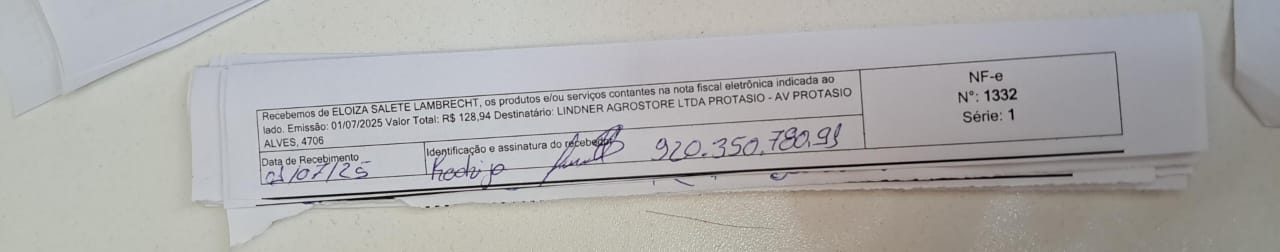 Recebemos de ELOIZA SALETE LAMBRECHT, os produtos e/ou serviços contantes na nota fiscal eletrônica indicada ao
lado. Emissão: 01/07/2025 Valor Total: R$ 128,94 Destinatário: LINDNER AGROSTORE LTDA PROTASIO - AV PROTASIO
ALVES, 4706
NF-e
N°: 1332
Série: 1
Data de Recebimento
Identificação e assinatura do recebedor
/07/25
Rodrigo 920.350.780.91